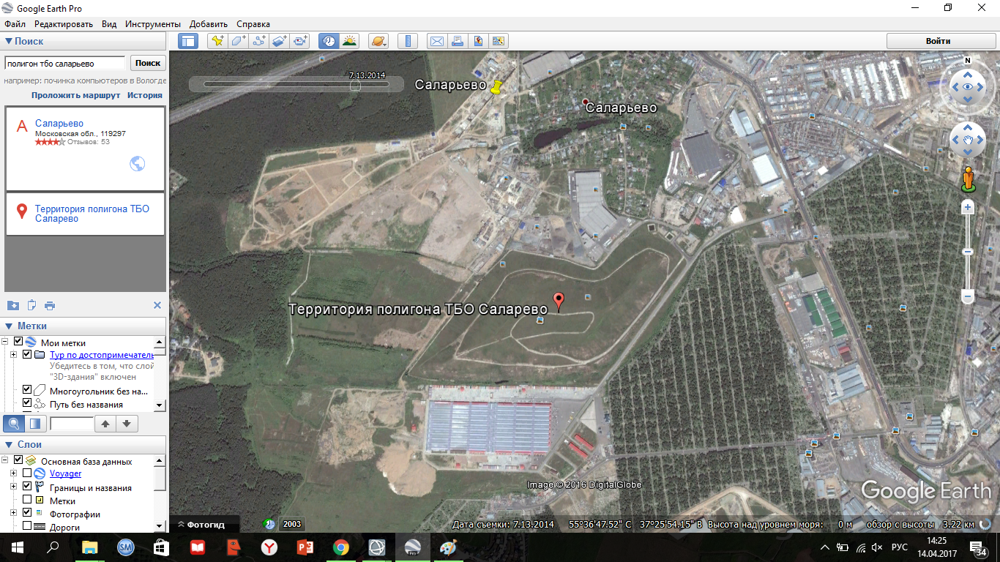 Google Earth Pro
Файл Редактировать Вид Инструменты Добавить Справка
Поиск
Войти
полигон тбо саларьево
Поиск
например: починка компьютеров в Вологде
Проложить маршрут История
A
Саларьево
Московская обл., 119297
Отзывов: 53
Территория полигона ТБО
Саларево
Метки
Мои метки
Тур по достопримечатель
Убедитесь в том, что слой
"3D-здания" включен
Многоугольник без на...
Путь без названия
Слои
Основная база данных
Voyager
Границы и названия
Метки
Фотографии
Дороги
7.13.2014
Саларьево
Саларьево
N
Территория полигона ТБО Саларево
Image © 2016 DigitalGlobe
Google Earth
Фотогид
2003
Дата съемки: 7.13.2014 55°36'47.52" С 37°25'54.15" В Высота над уровнем моря: 0 м обзор с высоты 3.22 км
SM
Pro
РУС
14:25
14.04.2017
34